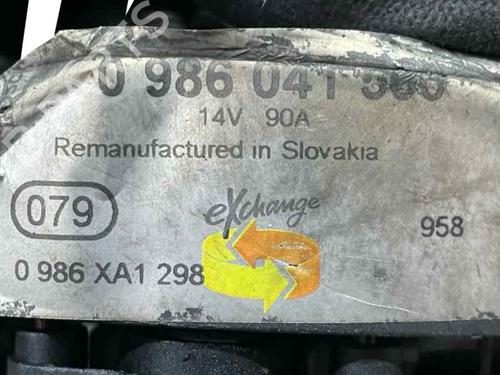 0 986 041
14V 90A
Remanufactured in Slovakia
079
eXchange
958
0 986 XA1 298